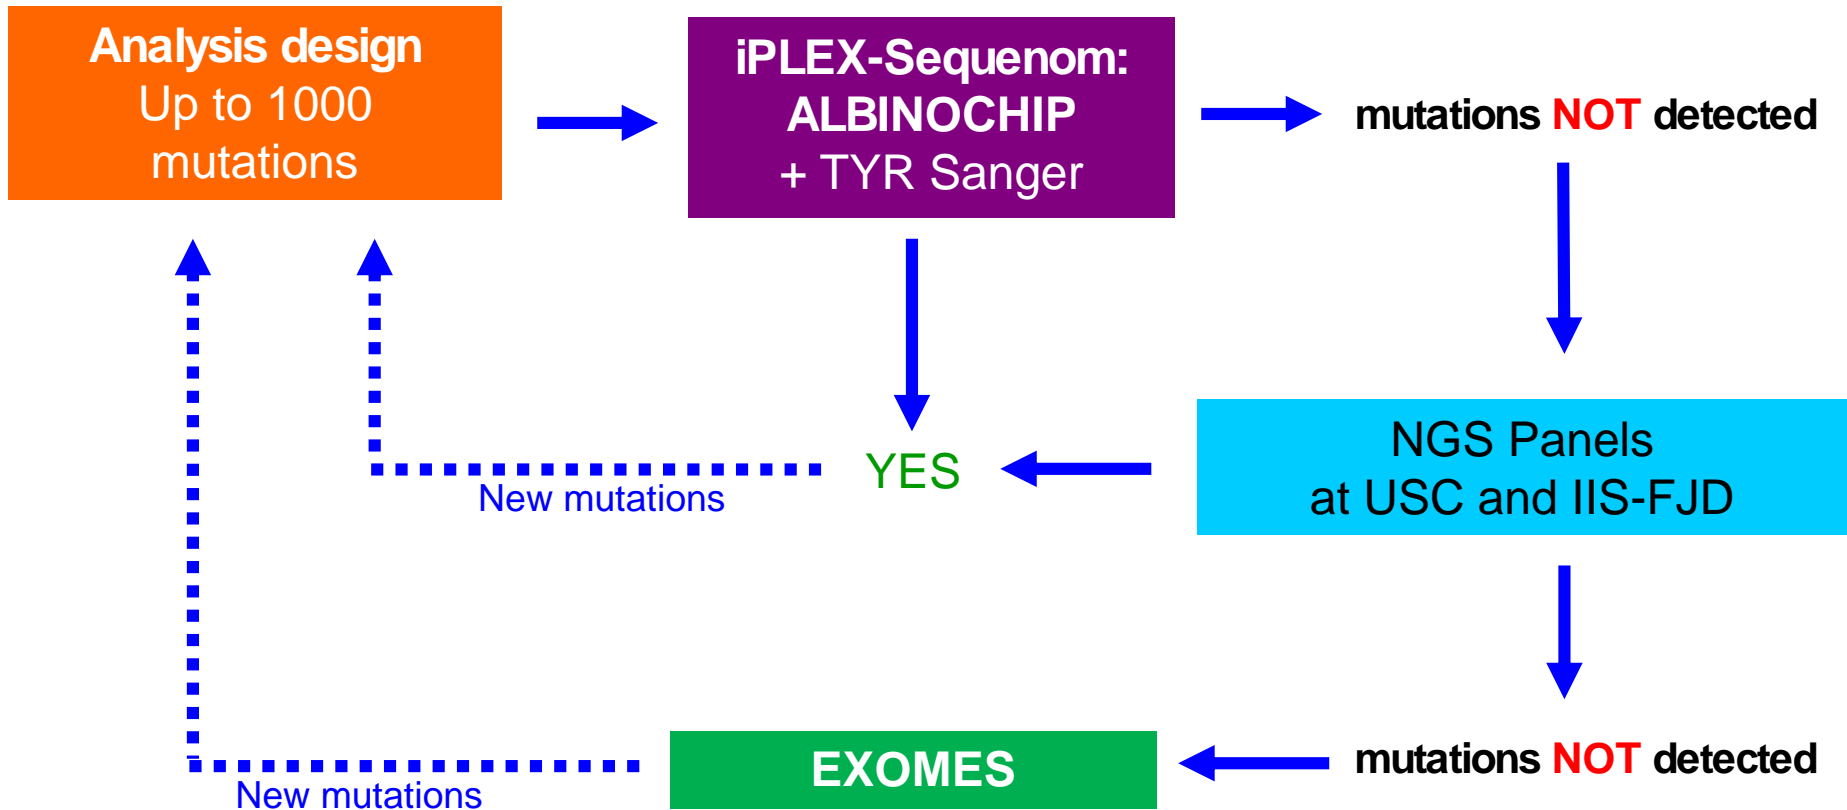 Analysis design
Up to 1000
mutations
iPLEX-Sequenom:
ALBINOCHIP
+ TYR Sanger
mutations NOT detected
YES
New mutations
NGS Panels
at USC and IIS-FJD
mutations NOT detected
EXOMES
New mutations